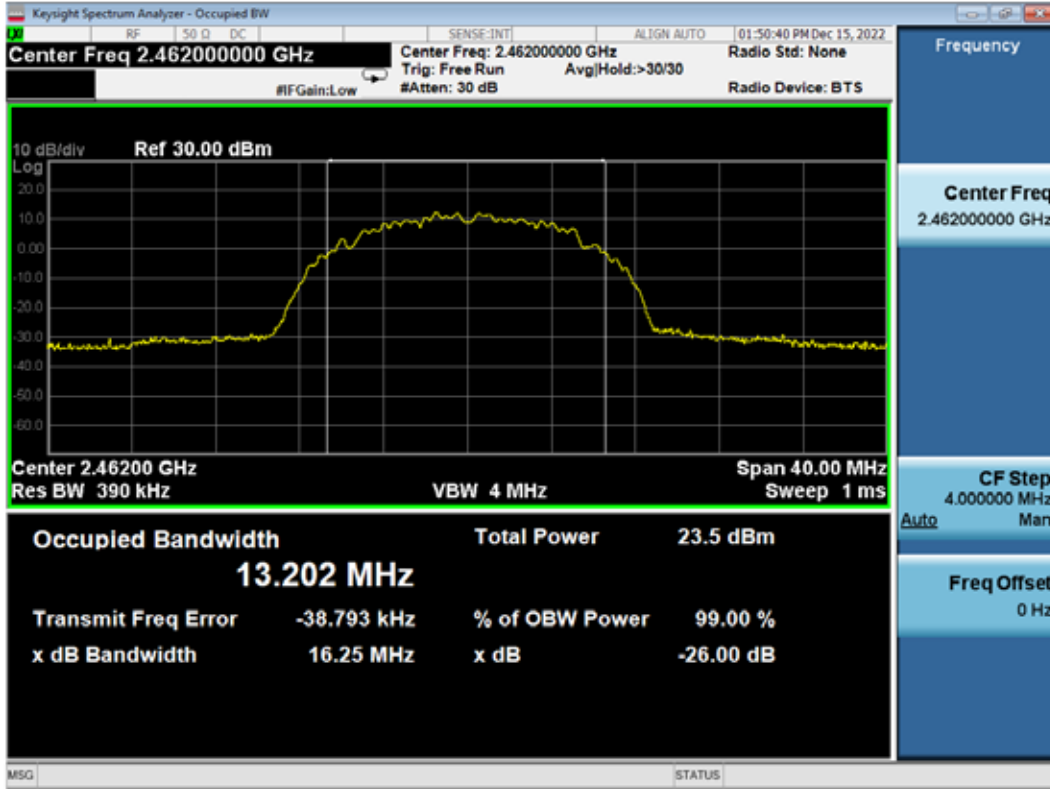 Keysight Spectrum Analyzer - Occupied BW
LXI RF 50 Ω DC SENSE:INT ALIGN AUTO 01:50:40 PM Dec 15, 2022
Center Freq 2.462000000 GHz
Center Freq: 2.462000000 GHz
Radio Std: None
Trig: Free Run
Avg|Hold:>30/30
#IFGain:Low
#Atten: 30 dB
Radio Device: BTS
10 dB/div
Ref 30.00 dBm
Log
20.0
10.0
0.00
-10.0
-20.0
-30.0
-40.0
-50.0
-60.0
Center 2.46200 GHz
Span 40.00 MHz
Res BW 390 kHz
VBW 4 MHz
Sweep 1 ms
Occupied Bandwidth
Total Power 23.5 dBm
13.202 MHz
Transmit Freq Error -38.793 kHz
% of OBW Power 99.00 %
x dB Bandwidth 16.25 MHz
x dB -26.00 dB
Frequency
Center Freq
2.462000000 GHz
CF Step
4.000000 MHz
Auto Man
Freq Offset
0 Hz
MSG
STATUS